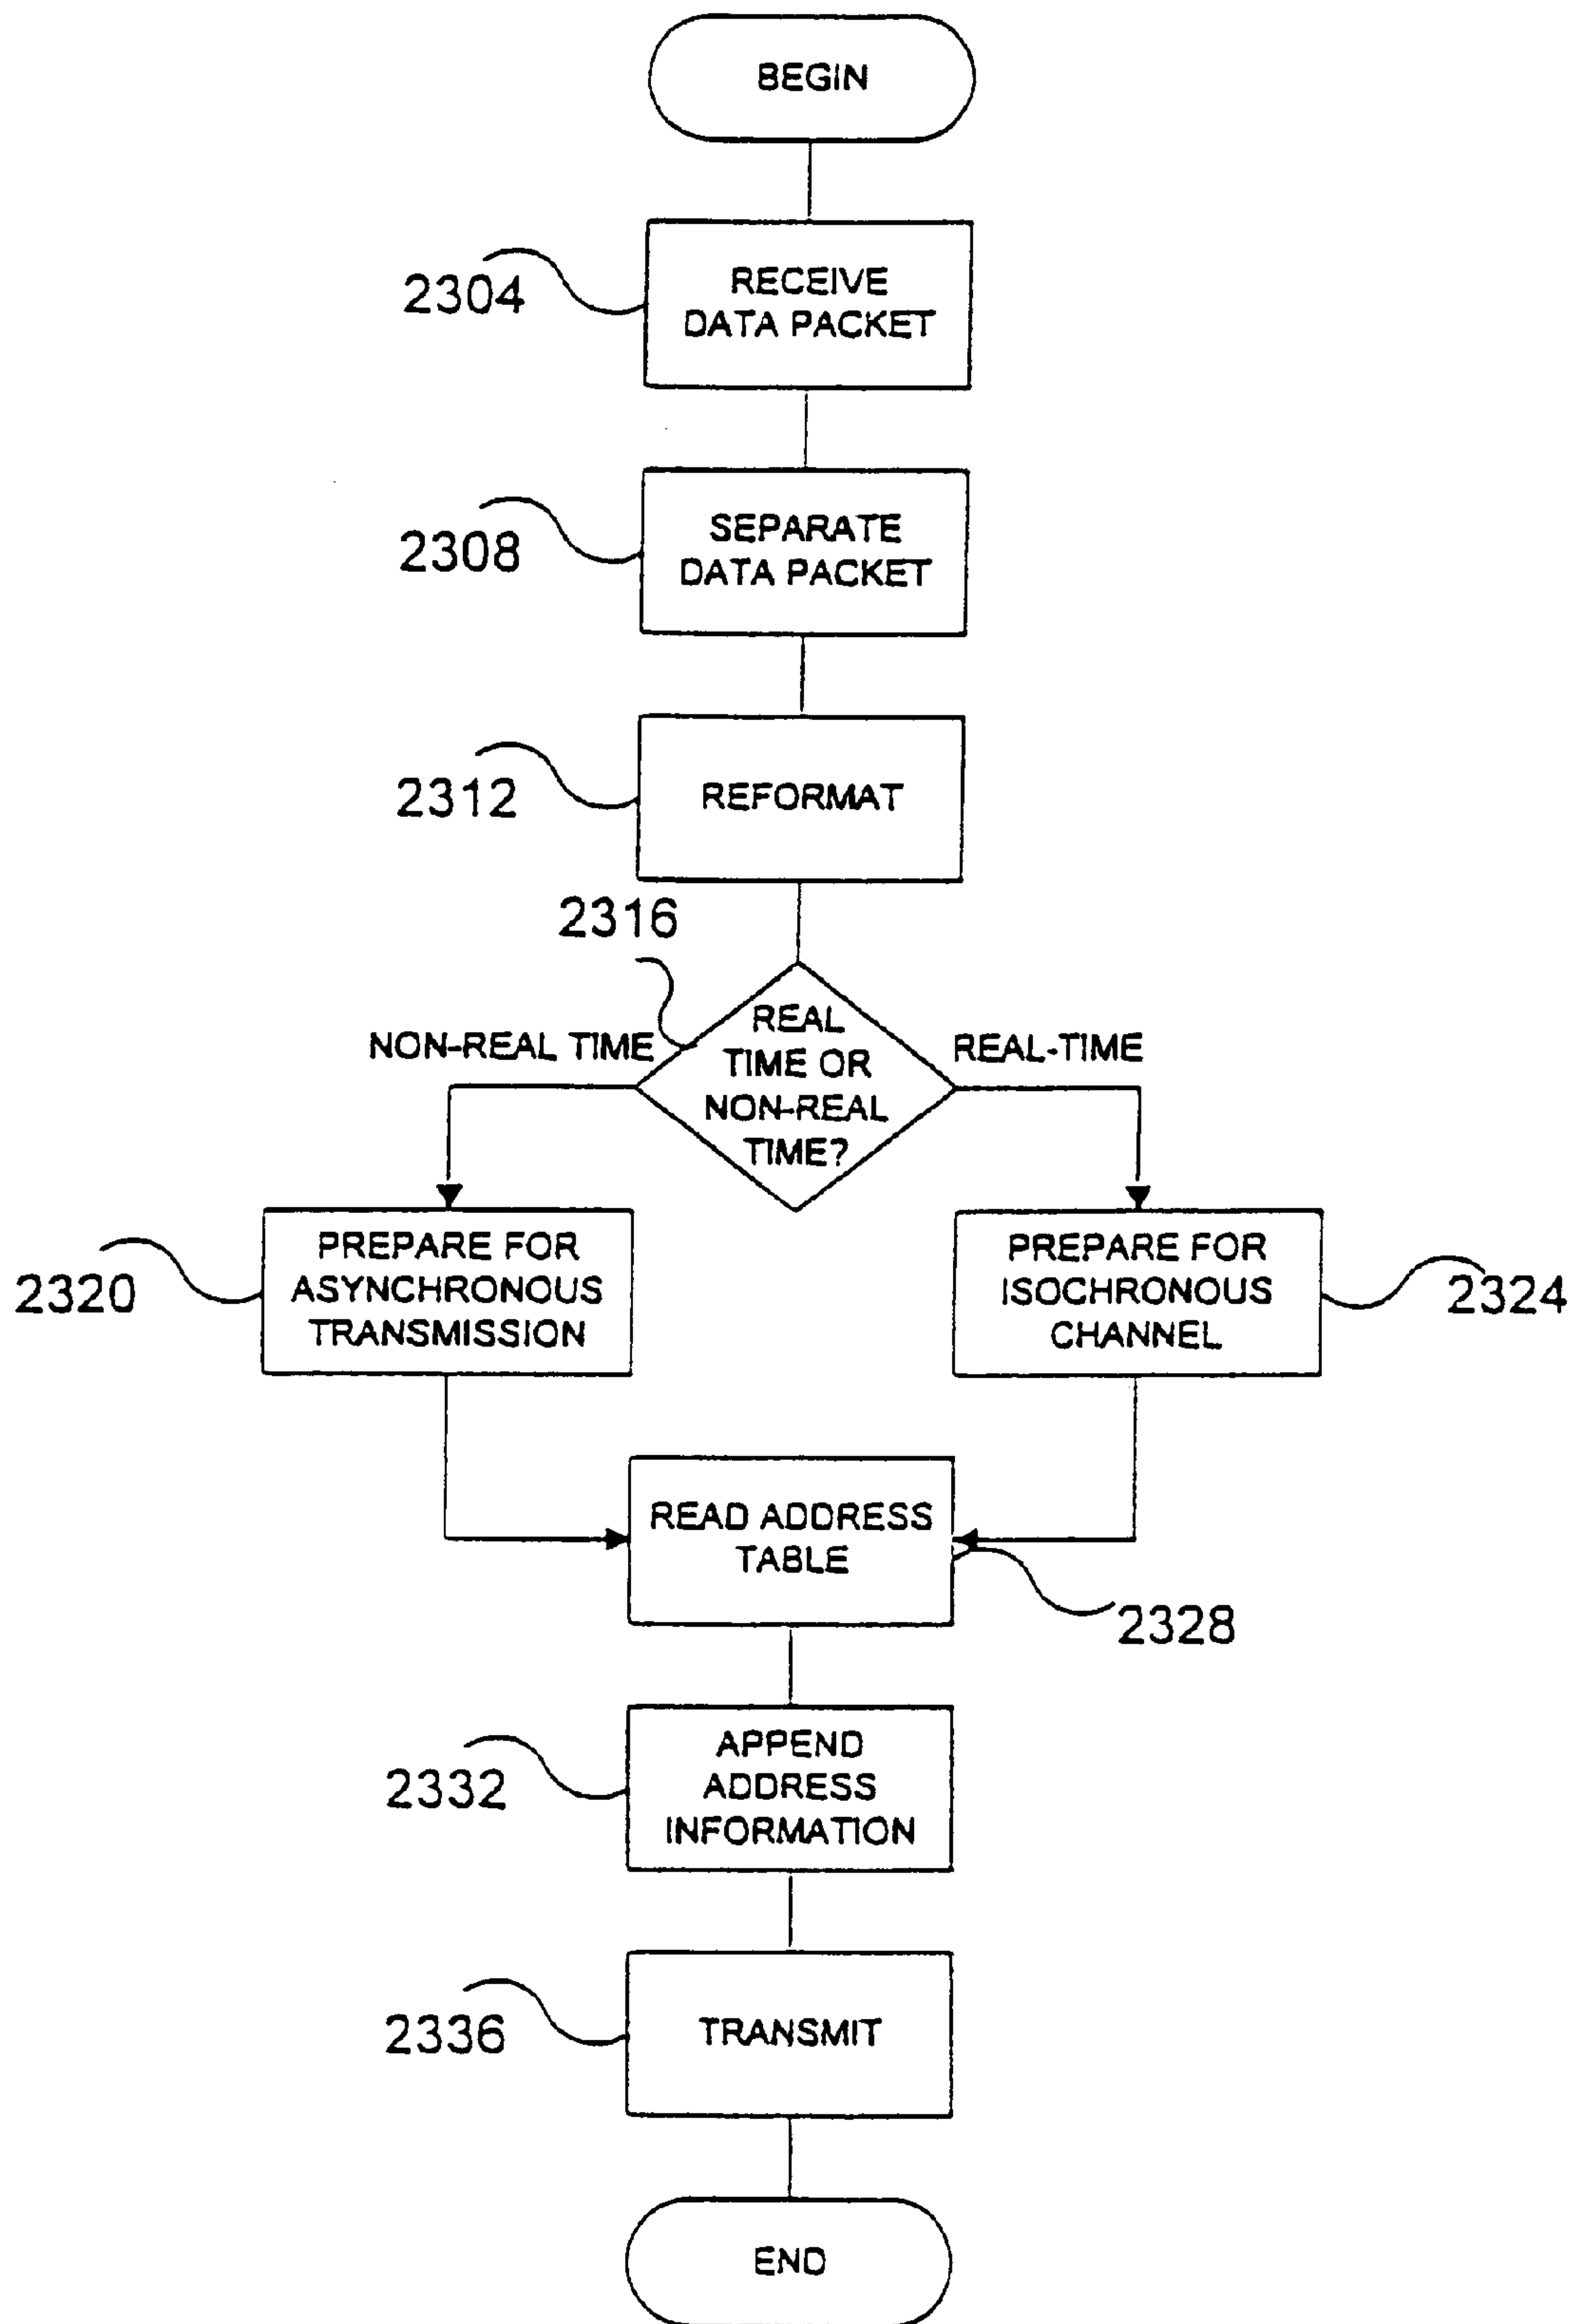 BEGIN
2304
RECEIVE
DATA PACKET
2308
SEPARATE
DATA PACKET
2312
REFORMAT
2316
NON-REAL TIME
REAL
TIME OR
NON-REAL
TIME?
REAL-TIME
2320
PREPARE FOR
ASYNCHRONOUS
TRANSMISSION
PREPARE FOR
ISOCHRONOUS
CHANNEL
2324
READ ADDRESS
TABLE
2328
2332
APPEND
ADDRESS
INFORMATION
2336
TRANSMIT
END